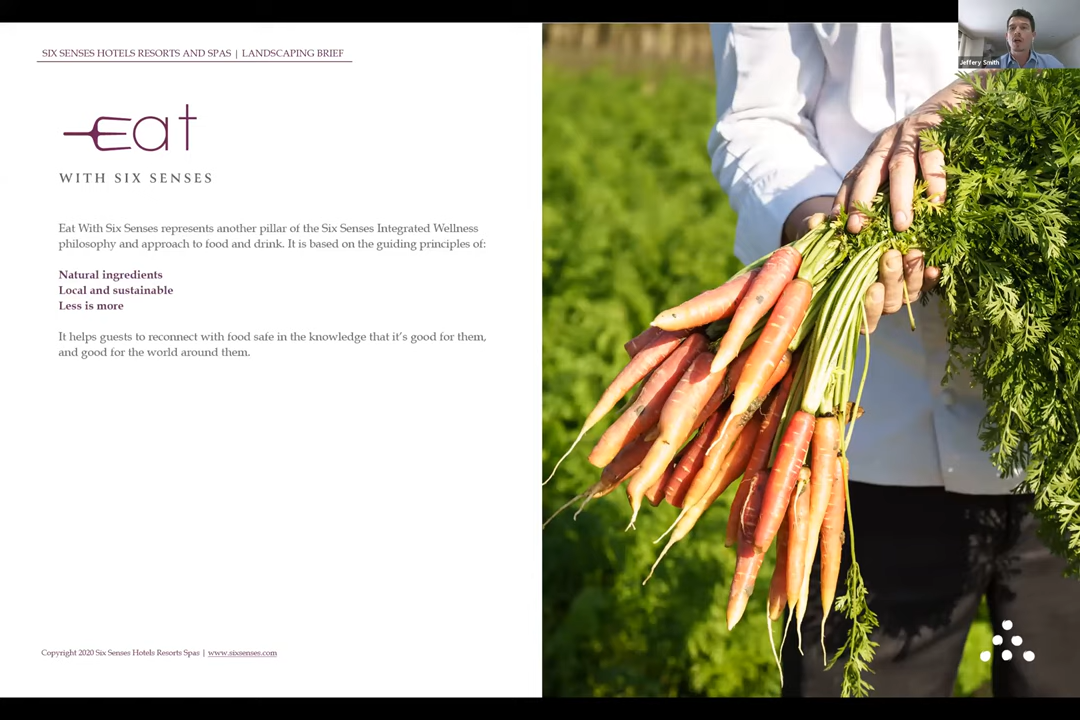 SIX SENSES HOTELS RESORTS AND SPAS | LANDSCAPING BRIEF
Jeffery Smith
Eat
WITH SIX SENSES
Eat With Six Senses represents another pillar of the Six Senses Integrated Wellness
philosophy and approach to food and drink. It is based on the guiding principles of:
Natural ingredients
Local and sustainable
Less is more
It helps guests to reconnect with food safe in the knowledge that it's good for them,
and good for the world around them.
Copyright 2020 Six Senses Hotels Resorts Spas | www.sixsenses.com